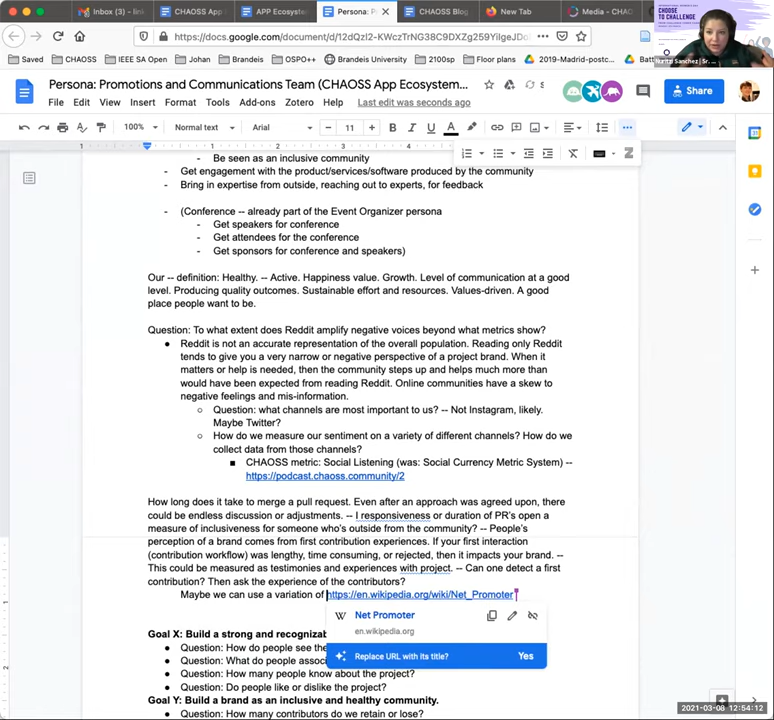 Inbox (3) - link
CHAOSS App
APP Ecosyste
Persona: P
CHAOSS Blog
New Tab
Media - CHAO
CHOOSE
TO CHALLENGE
https://docs.google.com/document/d/12dQzI2-KWczTrNG38C9DXZg259YiIgeJDo
Saved
CHAOSS
IEEE SA Open
Johan
Brandeis
OSPO++
Brandeis University
2100sp
Floor plans
2019-Madrid-postc...
Batt
Nuritzi Sanchez | Sr.
Persona: Promotions and Communications Team (CHAOSS App Ecosystem...
Share
File Edit View Insert Format Tools Add-ons Zotero Help Last edit was seconds ago
100% Normal text Arial 11 B I U A
1 1 2 3 4
- Be seen as an inclusive community
- Get engagement with the product/services/software produced by the community
- Bring in expertise from outside, reaching out to experts, for feedback
- (Conference -- already part of the Event Organizer persona
- Get speakers for conference
- Get attendees for the conference
- Get sponsors for conference and speakers)
Our -- definition: Healthy. -- Active. Happiness value. Growth. Level of communication at a good
level. Producing quality outcomes. Sustainable effort and resources. Values-driven. A good
place people want to be.
Question: To what extent does Reddit amplify negative voices beyond what metrics show?
● Reddit is not an accurate representation of the overall population. Reading only Reddit
tends to give you a very narrow or negative perspective of a project brand. When it
matters or help is needed, then the community steps up and helps much more than
would have been expected from reading Reddit. Online communities have a skew to
negative feelings and mis-information.
○ Question: what channels are most important to us? -- Not Instagram, likely.
Maybe Twitter?
○ How do we measure our sentiment on a variety of different channels? How do we
collect data from those channels?
■ CHAOSS metric: Social Listening (was: Social Currency Metric System) --
https://podcast.chaoss.community/2
How long does it take to merge a pull request. Even after an approach was agreed upon, there
could be endless discussion or adjustments. -- I responsiveness or duration of PR's open a
measure of inclusiveness for someone who's outside from the community? -- People's
perception of a brand comes from first contribution experiences. If your first interaction
(contribution workflow) was lengthy, time consuming, or rejected, then it impacts your brand. --
This could be measured as testimonies and experiences with project. -- Can one detect a first
contribution? Then ask the experience of the contributors?
Maybe we can use a variation of https://en.wikipedia.org/wiki/Net_Promoter
W Net Promoter
en.wikipedia.org
Replace URL with its title? Yes
Goal X: Build a strong and recognizab
● Question: How do people see the
● Question: What do people assoc
● Question: How many people know about the project?
● Question: Do people like or dislike the project?
Goal Y: Build a brand as an inclusive and healthy community.
● Question: How many contributors do we retain or lose?
2021-03-08 12:54:12